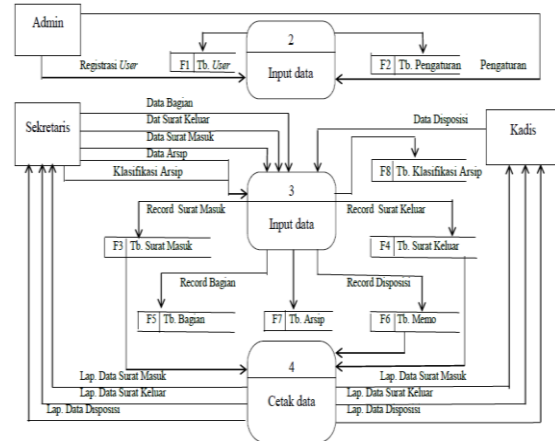 Admin
2
F1 Tb. User
Input data
F2 Tb. Pengaturan
Registrasi User
Pengaturan
Sekretaris
Data Bagian
Dat Surat Keluar
Data Surat Masuk
Data Arsip
Klasifikasi Arsip
Data Disposisi
Kadis
F8 Tb. Klasifikasi Arsip
3
Input data
Record Surat Masuk
Record Surat Keluar
F3 Tb. Surat Masuk
F4 Tb. Surat Keluar
Record Bagian
Record Disposisi
F5 Tb. Bagian
F7 Tb. Arsip
F6 Tb. Memo
4
Cetak data
Lap. Data Surat Masuk
Lap. Data Surat Keluar
Lap. Data Disposisi
Lap. Data Surat Masuk
Lap. Data Surat Keluar
Lap. Data Disposisi